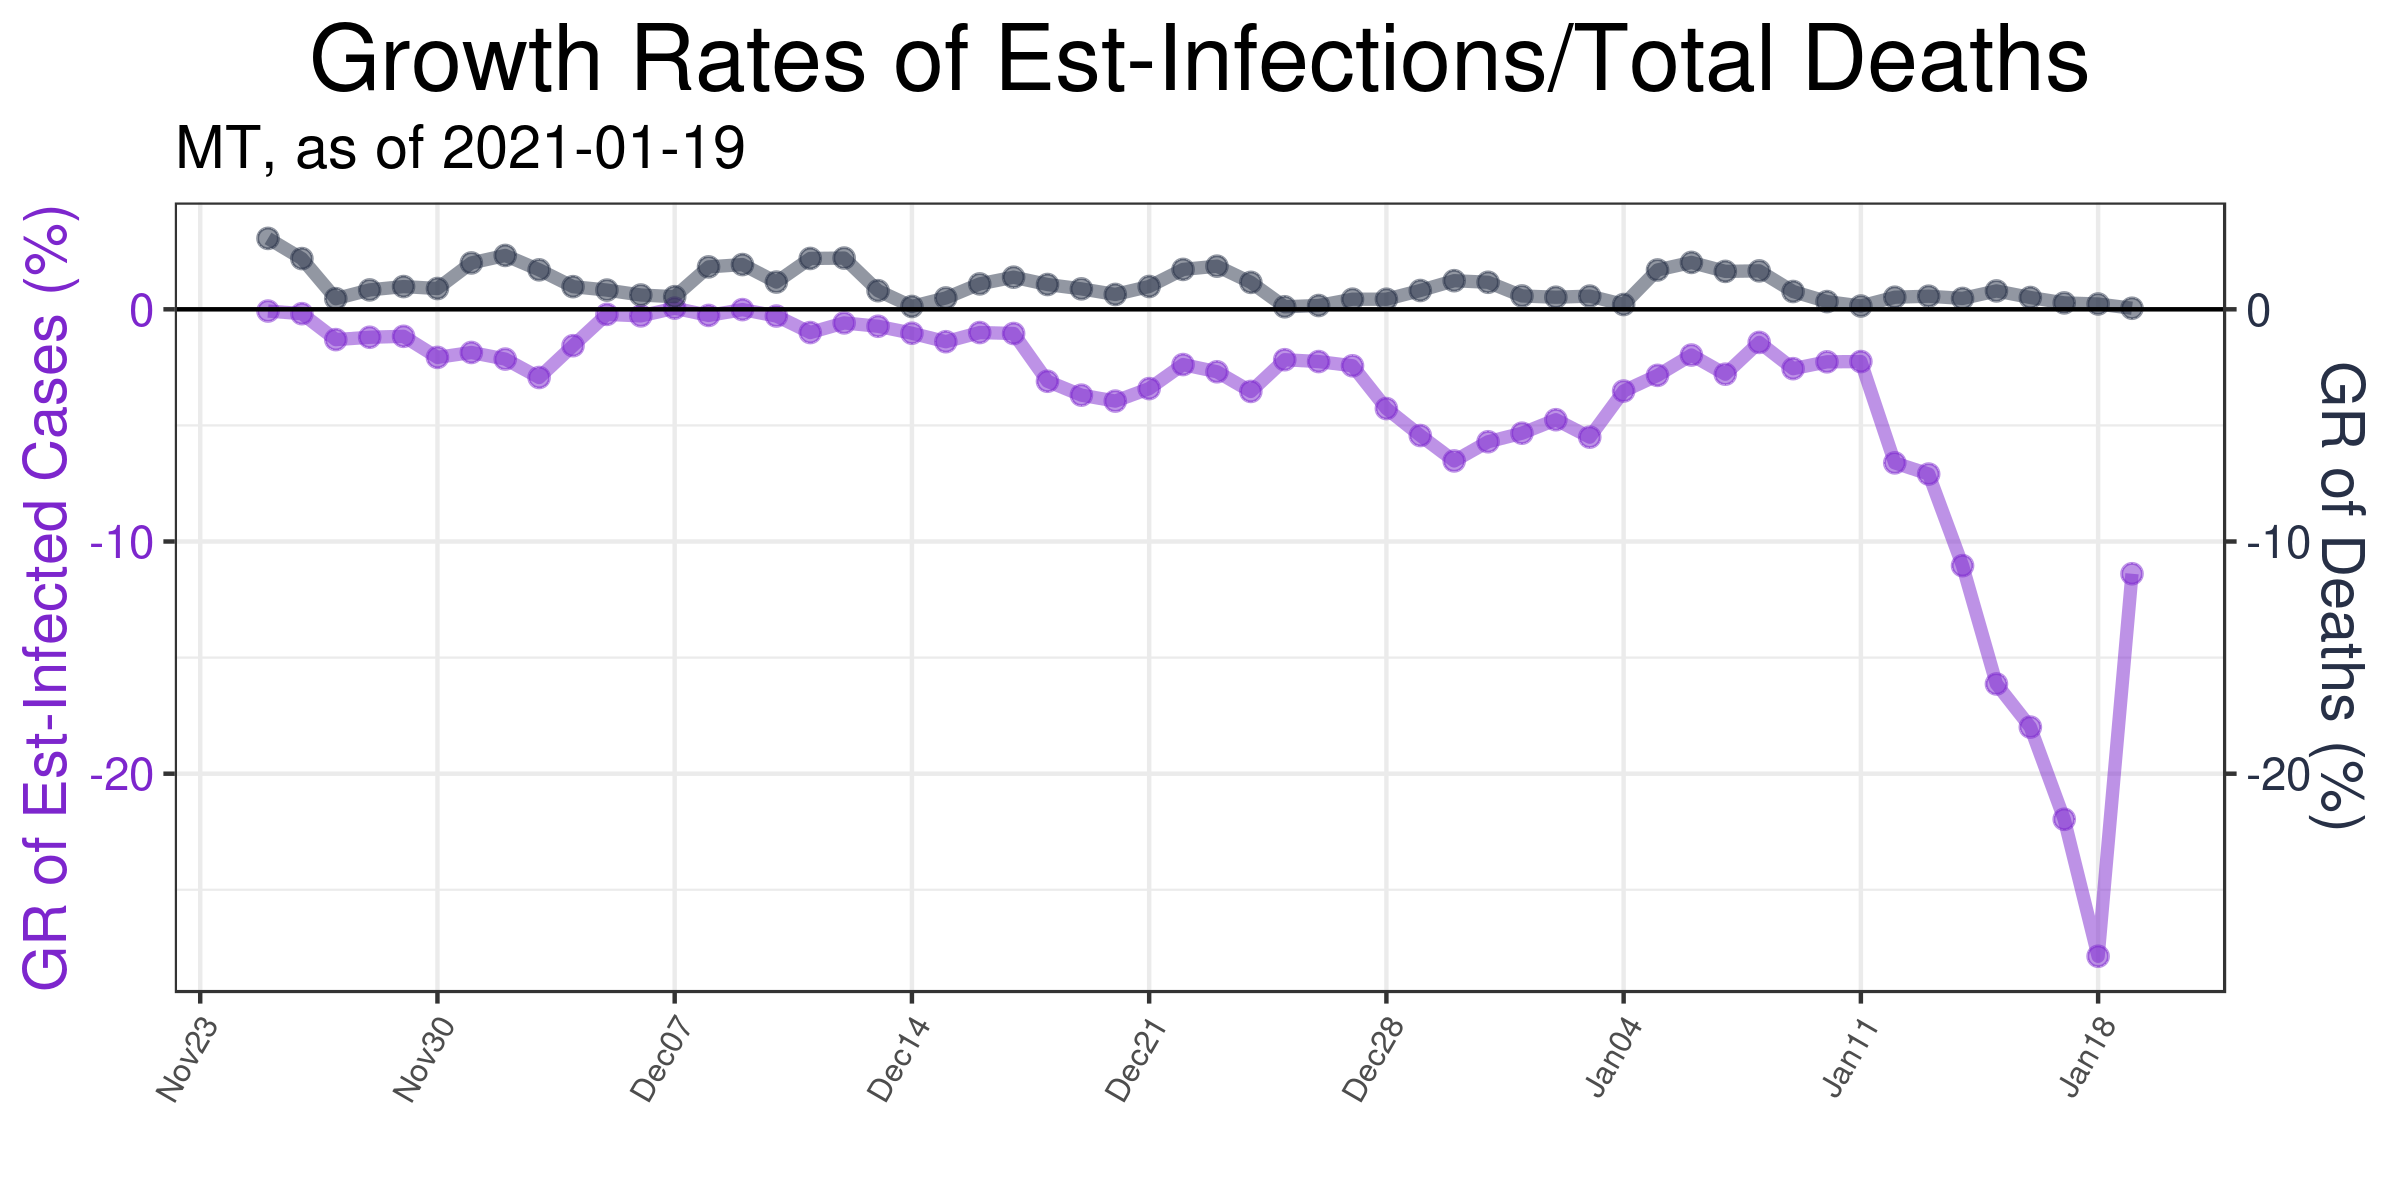 Growth Rates of Est-Infections/Total Deaths
MT, as of 2021-01-19
GR of Est-Infected Cases (%)
0
-10
-20
0
-10
-20
GR of Deaths (%)
Nov23
Nov30
Dec07
Dec14
Dec21
Dec28
Jan04
Jan11
Jan18